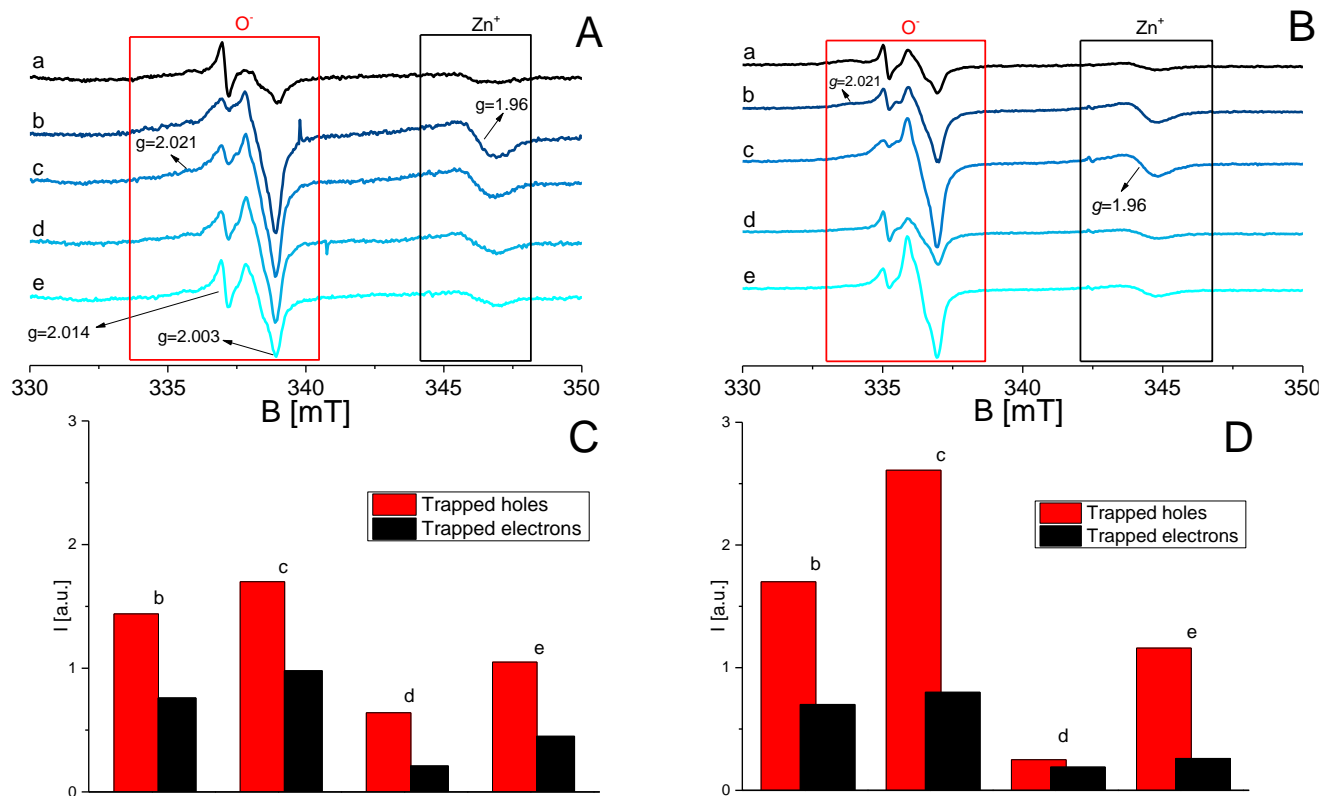 O⁻
Zn⁺
A
a
b
g=1.96
g=2.021
c
d
e
g=2.014
g=2.003
330 335 340 345 350
B [mT]
O⁻
Zn⁺
B
a
b
g=2.021
c
g=1.96
d
e
330 335 340 345 350
B [mT]
C
3
2
1
0
I [a.u.]
Trapped holes
Trapped electrons
b
c
d
e
D
3
2
1
0
I [a.u.]
Trapped holes
Trapped electrons
b
c
d
e